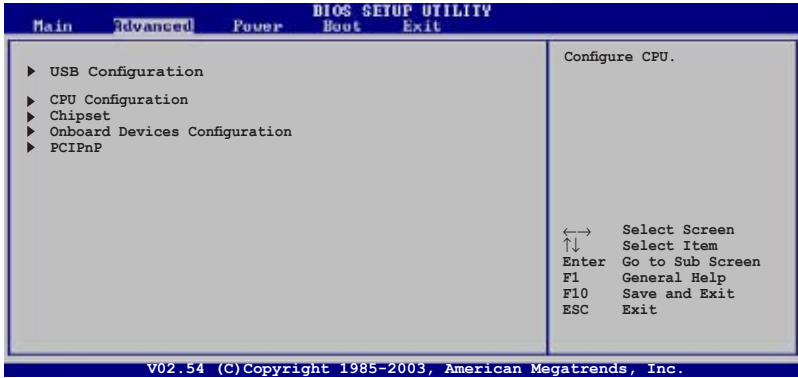 BIOS SETUP UTILITY
Main Advanced Power Boot Exit
USB Configuration
CPU Configuration
Chipset
Onboard Devices Configuration
PCIPnP
Configure CPU.
←→ Select Screen
↑↓ Select Item
Enter Go to Sub Screen
F1 General Help
F10 Save and Exit
ESC Exit
V02.54 (C)Copyright 1985-2003, American Megatrends, Inc.